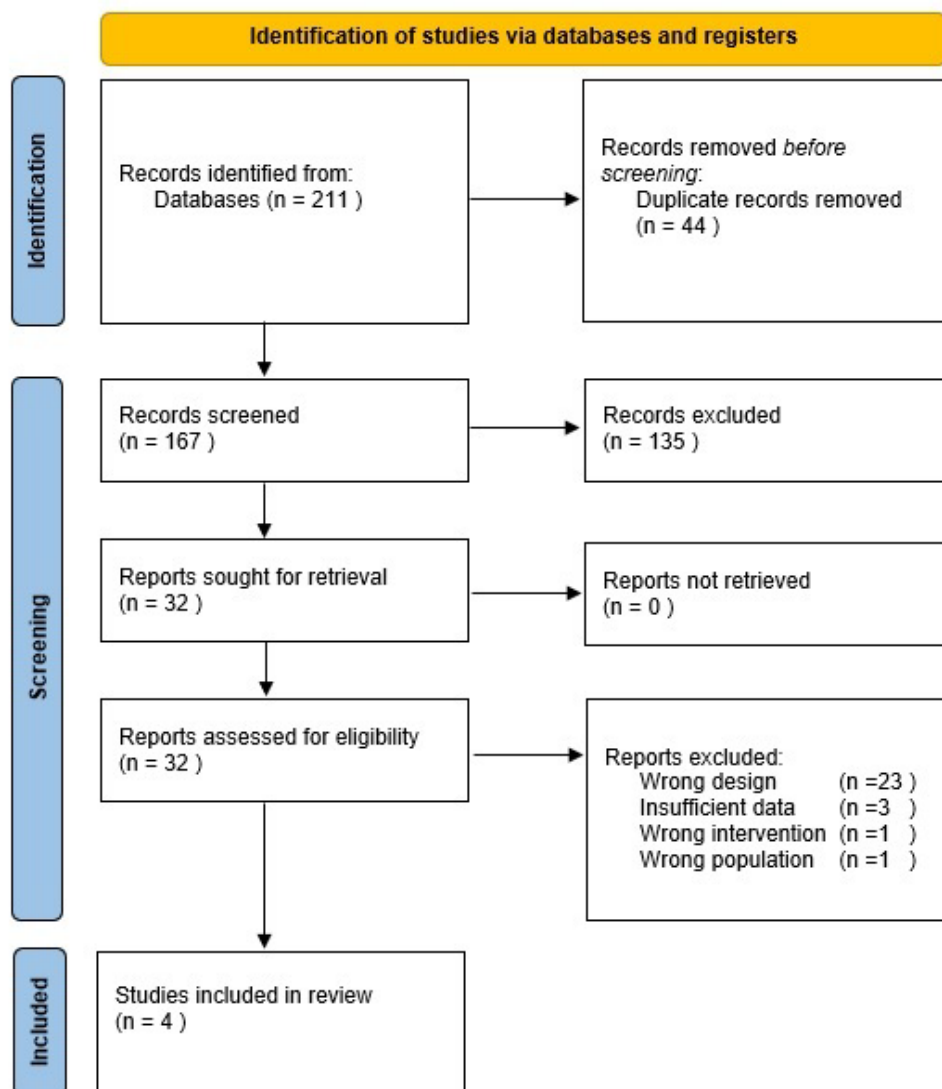 Identification of studies via databases and registers
Identification
Records identified from:
Databases (n = 211 )
Records removed before
screening:
Duplicate records removed
(n = 44 )
Screening
Records screened
(n = 167 )
Records excluded
(n = 135 )
Reports sought for retrieval
(n = 32 )
Reports not retrieved
(n = 0 )
Reports assessed for eligibility
(n = 32 )
Reports excluded:
Wrong design (n =23 )
Insufficient data (n =3 )
Wrong intervention (n =1 )
Wrong population (n =1 )
Included
Studies included in review
(n = 4 )